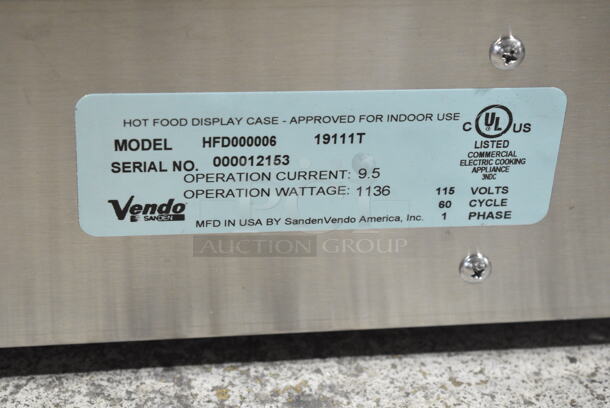 HOT FOOD DISPLAY CASE - APPROVED FOR INDOOR USE
MODEL HFD000006 19111T
SERIAL NO. 000012153
OPERATION CURRENT: 9.5
OPERATION WATTAGE: 1136
115 VOLTS
60 CYCLE
1 PHASE
Vendo
SANDEN
MFD IN USA BY SandenVendo America, Inc.
C UL US
LISTED
COMMERCIAL
ELECTRIC COOKING
APPLIANCE
3NDC
AUCTION GROUP